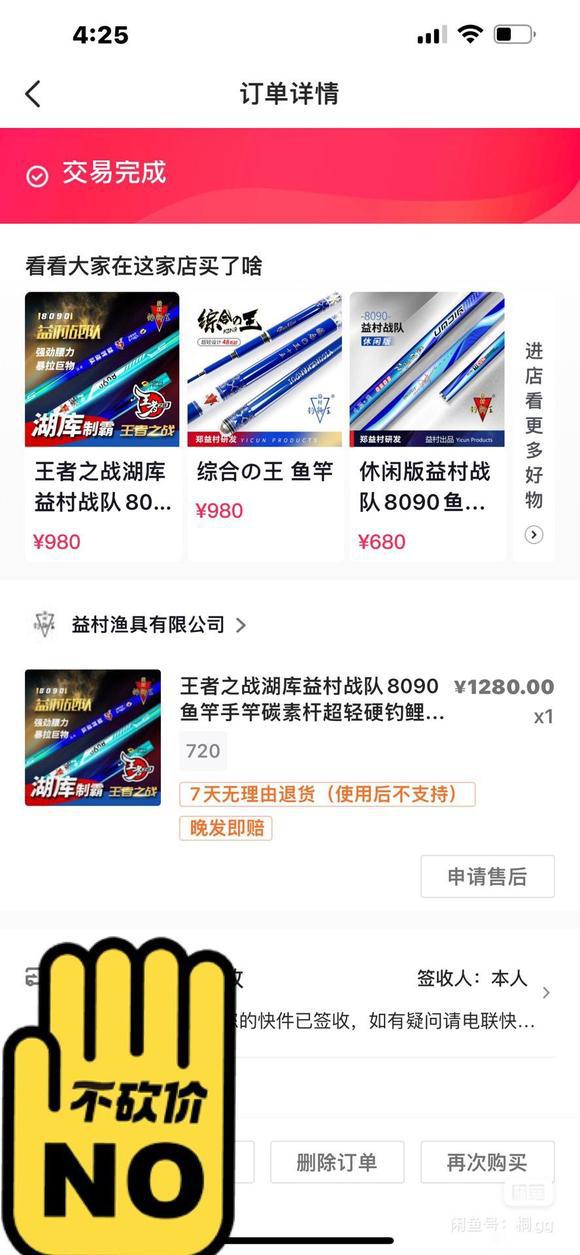 4:25
订单详情
交易完成
看看大家在这家店买了啥
180901
益村战队
强劲腰力
暴拉巨物
湖库制霸 王者之战
综合の王
KING
郑益村研发 YICUN PRODUCTS
-8090-
益村战队
休闲版
郑益村研发 益村出品 Yicun Products
王者之战湖库
益村战队80...
¥980
综合の王 鱼竿
¥980
休闲版益村战
队8090鱼...
¥680
进店看更多好物
益村渔具有限公司
180901
益村战队
强劲腰力
暴拉巨物
湖库制霸 王者之战
王者之战湖库益村战队8090
鱼竿手竿碳素杆超轻硬钓鲤...
¥1280.00
x1
720
7天无理由退货（使用后不支持）
晚发即赔
申请售后
签收人：本人
的快件已签收，如有疑问请电联快...
不砍价
NO
删除订单
再次购买
闲鱼
闲鱼号：桐gg